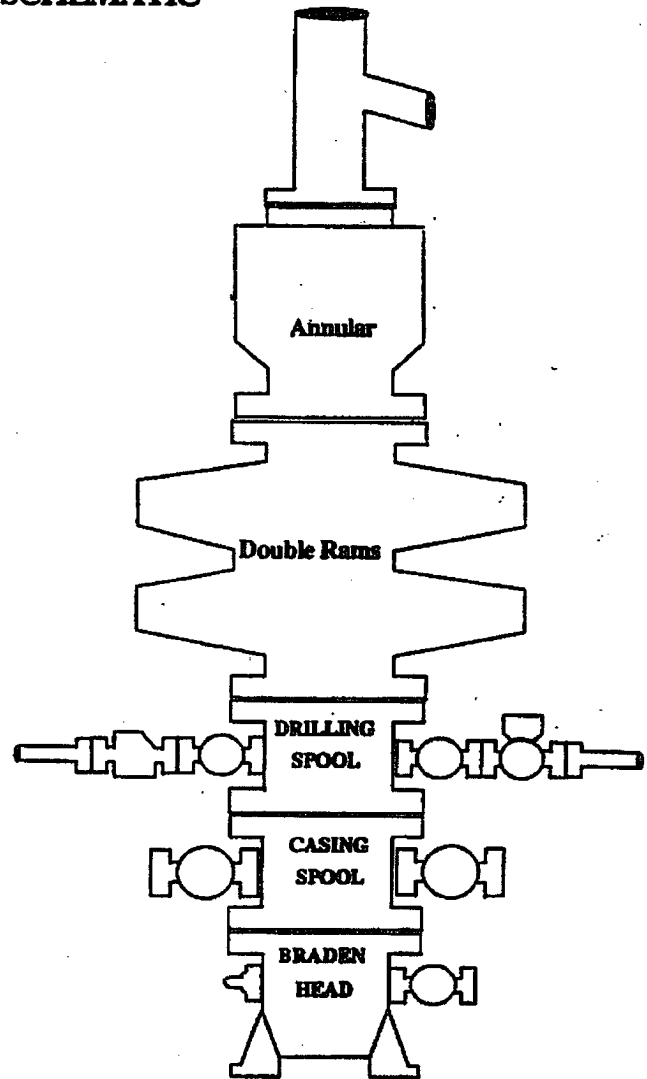 SCHEMATIC
Annular
Double Rams
DRILLING
SPOOL
CASING
SPOOL
BRADEN
HEAD